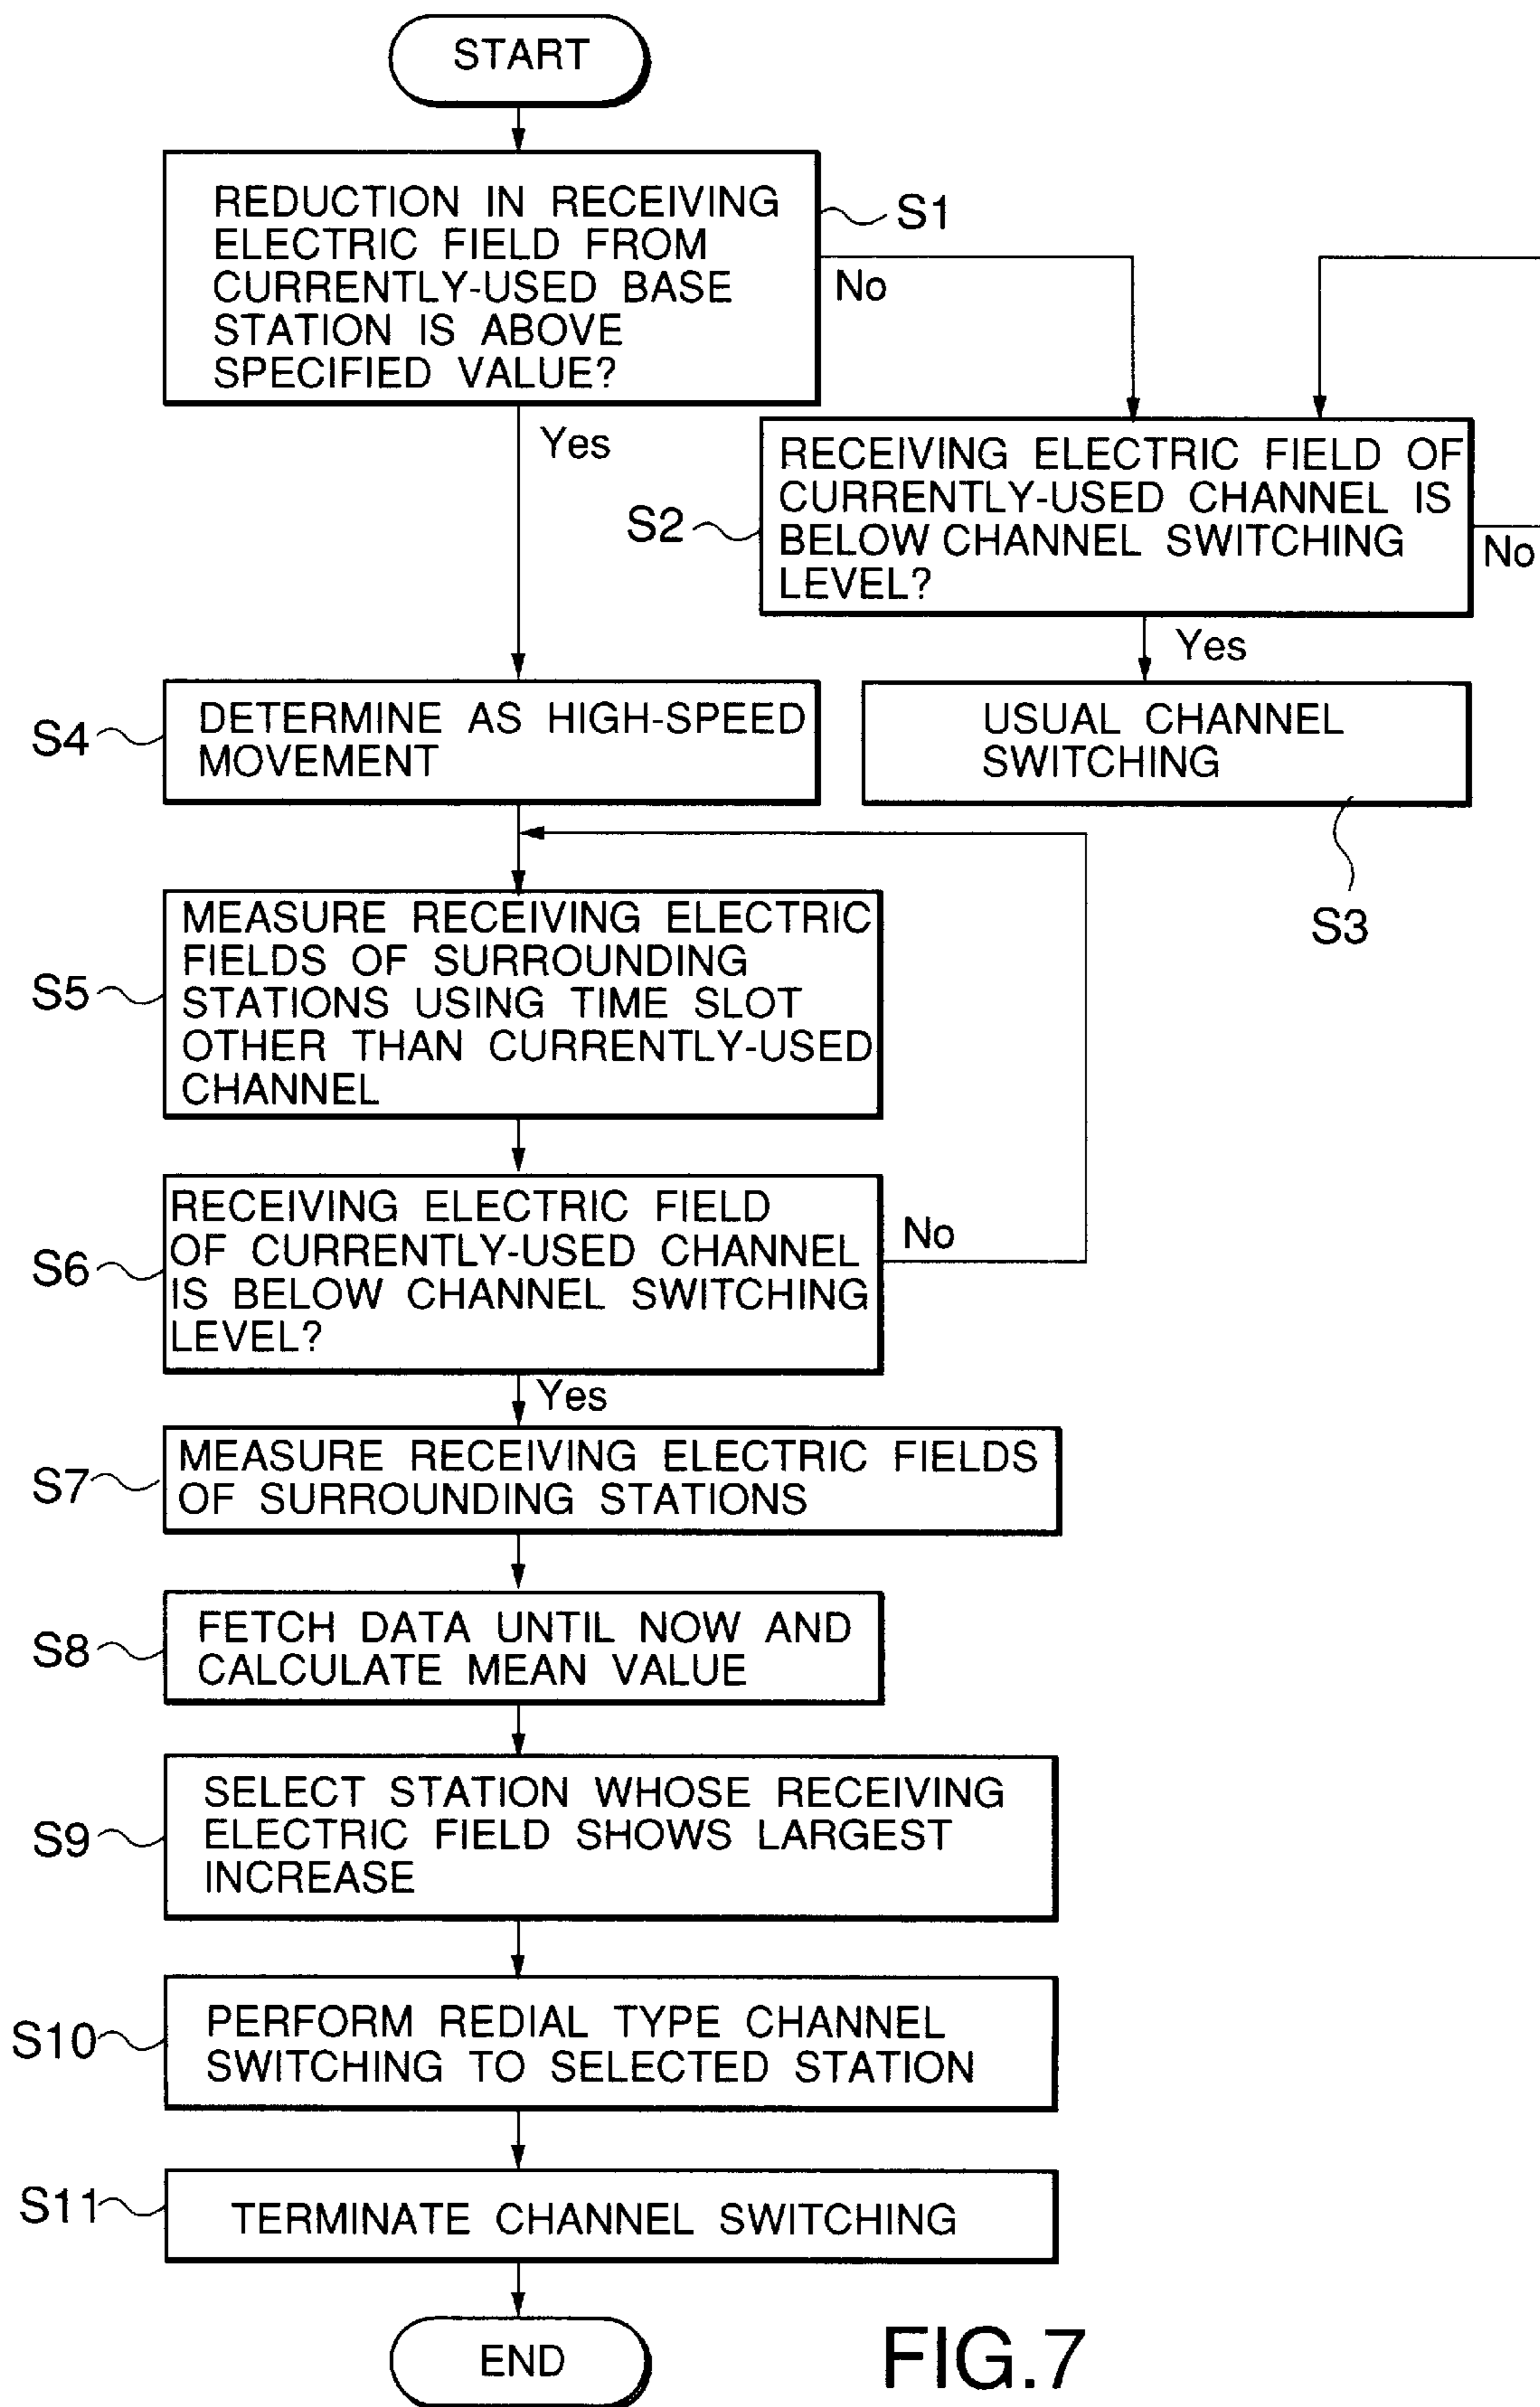 START
REDUCTION IN RECEIVING
ELECTRIC FIELD FROM
CURRENTLY-USED BASE
STATION IS ABOVE
SPECIFIED VALUE?
S1
No
Yes
RECEIVING ELECTRIC FIELD OF
CURRENTLY-USED CHANNEL IS
BELOW CHANNEL SWITCHING
LEVEL?
S2
No
Yes
S4
DETERMINE AS HIGH-SPEED
MOVEMENT
USUAL CHANNEL
SWITCHING
S3
S5
MEASURE RECEIVING ELECTRIC
FIELDS OF SURROUNDING
STATIONS USING TIME SLOT
OTHER THAN CURRENTLY-USED
CHANNEL
S6
RECEIVING ELECTRIC FIELD
OF CURRENTLY-USED CHANNEL
IS BELOW CHANNEL SWITCHING
LEVEL?
No
Yes
S7
MEASURE RECEIVING ELECTRIC FIELDS
OF SURROUNDING STATIONS
S8
FETCH DATA UNTIL NOW AND
CALCULATE MEAN VALUE
S9
SELECT STATION WHOSE RECEIVING
ELECTRIC FIELD SHOWS LARGEST
INCREASE
S10
PERFORM REDIAL TYPE CHANNEL
SWITCHING TO SELECTED STATION
S11
TERMINATE CHANNEL SWITCHING
END
FIG.7